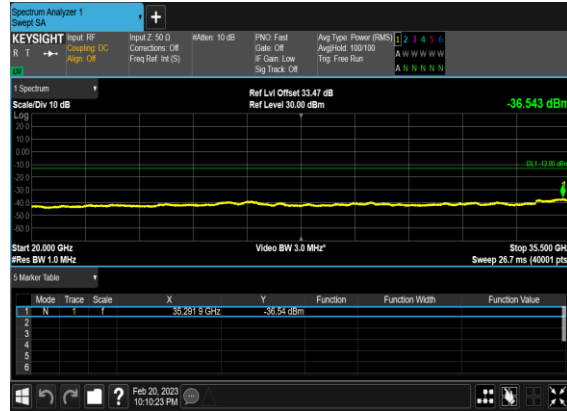 Spectrum Analyzer 1
Swept SA
KEYSIGHT
R T
Input: RF
Coupling: DC
Align: Off
Input Z: 50 Ω
Corrections: Off
Freq Ref: Int (S)
#Atten: 10 dB
PNO: Fast
Gate: Off
IF Gain: Low
Sig Track: Off
Avg Type: Power (RMS)
Avg|Hold: 100/100
Trig: Free Run
1 2 3 4 5 6
A W W W W W
A N N N N N
1 Spectrum
Scale/Div 10 dB
Ref Lvl Offset 33.47 dB
Ref Level 30.00 dBm
-36.543 dBm
Log
20.0
10.0
0.00
-10.0
-20.0
-30.0
-40.0
-50.0
-60.0
DL1 -13.00 dBm
1
Start 20.000 GHz
#Res BW 1.0 MHz
Video BW 3.0 MHz*
Stop 35.500 GHz
Sweep 26.7 ms (40001 pts)
5 Marker Table
Mode Trace Scale X Y Function Function Width Function Value
1 N 1 f 35.291 9 GHz -36.54 dBm
2
3
4
5
6
?
Feb 20, 2023
10:10:23 PM